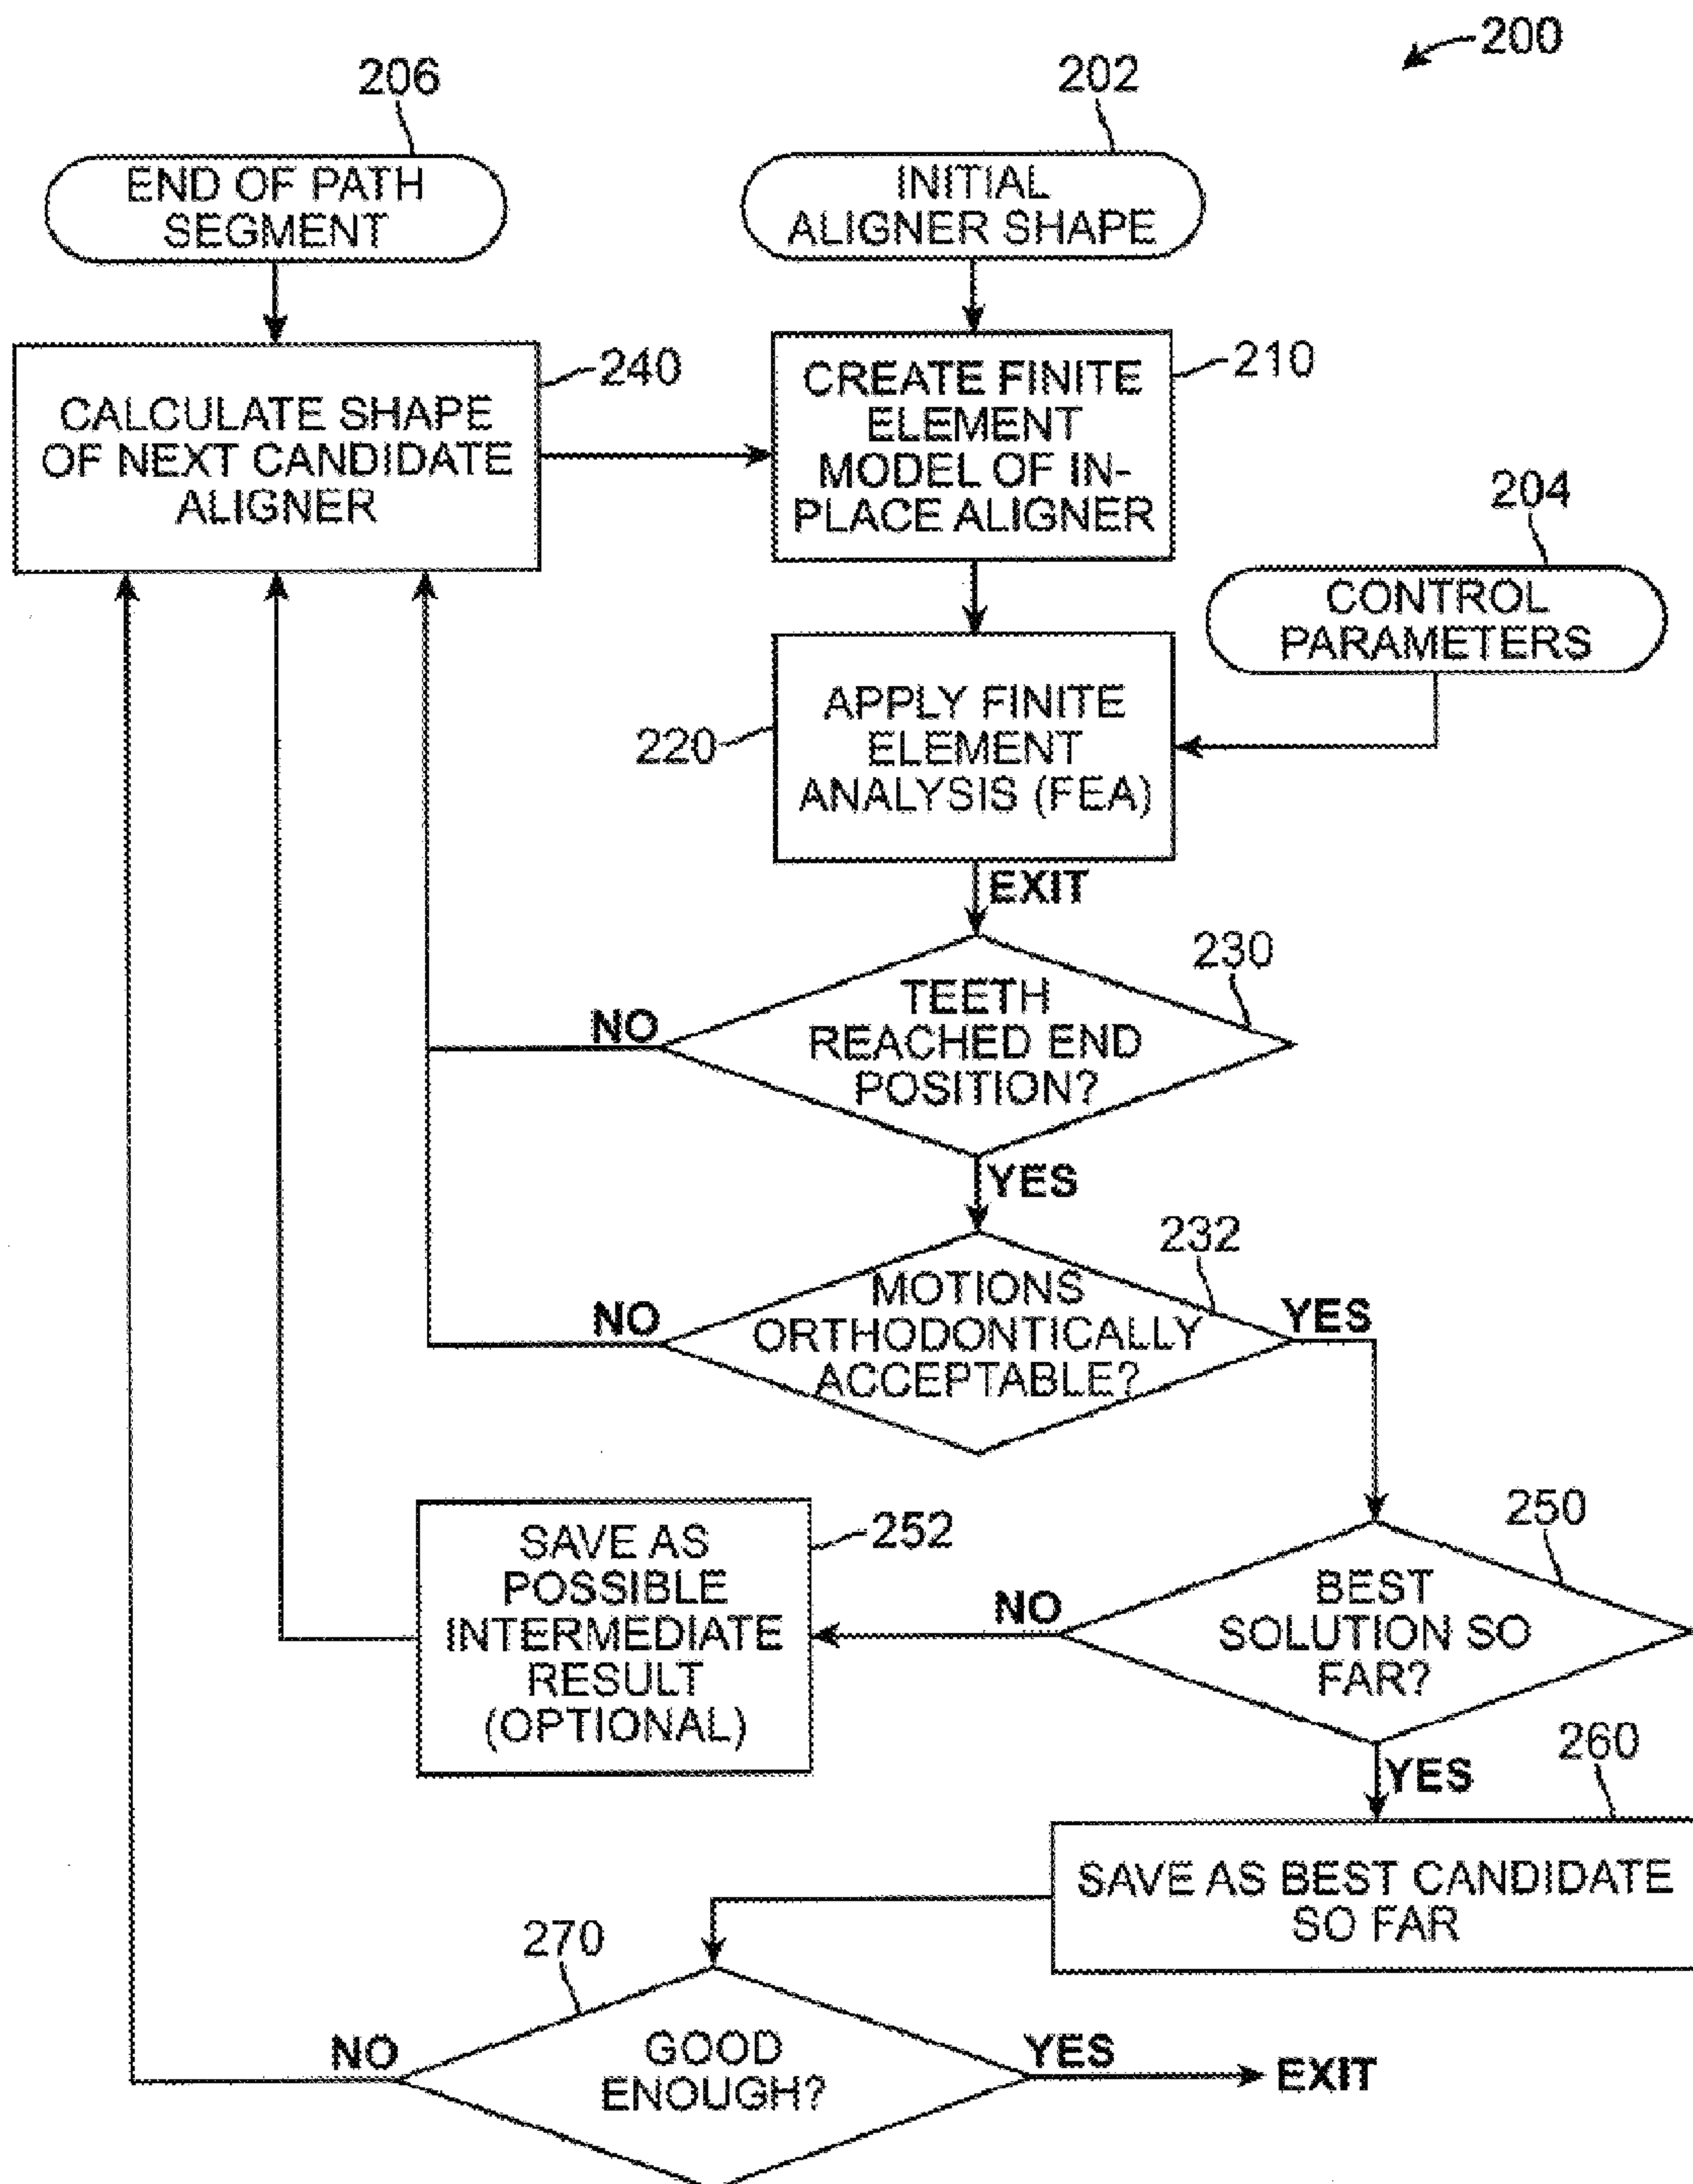 200
206
202
END OF PATH
SEGMENT
INITIAL
ALIGNER SHAPE
240
CALCULATE SHAPE
OF NEXT CANDIDATE
ALIGNER
210
CREATE FINITE
ELEMENT
MODEL OF IN-
PLACE ALIGNER
204
CONTROL
PARAMETERS
220
APPLY FINITE
ELEMENT
ANALYSIS (FEA)
EXIT
230
TEETH
REACHED END
POSITION?
NO
YES
232
MOTIONS
ORTHODONTICALLY
ACCEPTABLE?
NO
YES
252
SAVE AS
POSSIBLE
INTERMEDIATE
RESULT
(OPTIONAL)
250
BEST
SOLUTION SO
FAR?
NO
YES
260
SAVE AS BEST CANDIDATE
SO FAR
270
GOOD
ENOUGH?
NO
YES
EXIT